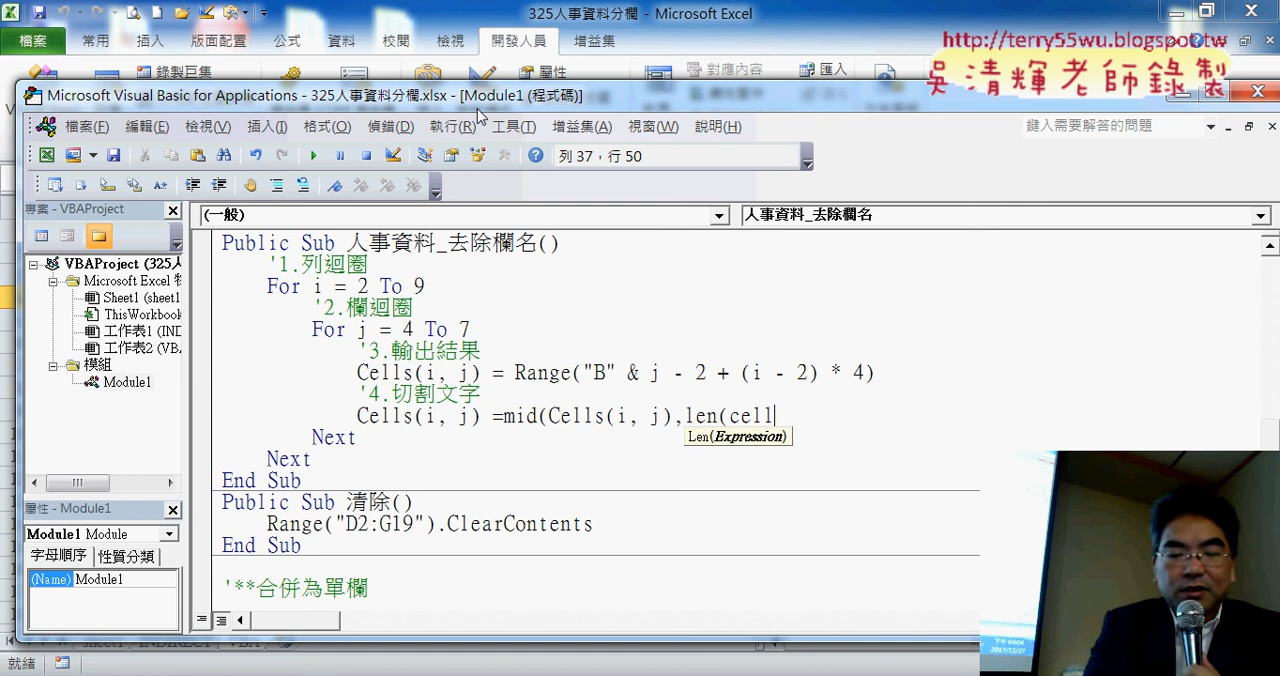 325人事資料分欄 - Microsoft Excel
檔案 常用 插入 版面配置 公式 資料 校閱 檢視 開發人員 增益集
http://terry55wu.blogspot.tw
吳清輝老師錄製
錄製巨集 屬性 對應內容 匯入
Microsoft Visual Basic for Applications - 325人事資料分欄.xlsx - [Module1 (程式碼)]
檔案(F) 編輯(E) 檢視(V) 插入(I) 格式(O) 偵錯(D) 執行(R) 工具(T) 增益集(A) 視窗(W) 說明(H) 鍵入需要解答的問題
列 37，行 50
專案 - VBAProject
(一般) 人事資料_去除欄名
VBAProject (325人
Microsoft Excel 物
Sheet1 (sheet1
ThisWorkbook
工作表1 (IND
工作表2 (VB
模組
Module1
屬性 - Module1
Module1 Module
字母順序 性質分類
(Name) Module1
Public Sub 人事資料_去除欄名()
'1.列迴圈
For i = 2 To 9
'2.欄迴圈
For j = 4 To 7
'3.輸出結果
Cells(i, j) = Range("B" & j - 2 + (i - 2) * 4)
'4.切割文字
Cells(i, j) =mid(Cells(i, j),len(cell
Len(Expression)
Next
Next
End Sub
Public Sub 清除()
Range("D2:G19").ClearContents
End Sub
'**合併為單欄
下午 04:04
2017/12/27
就緒